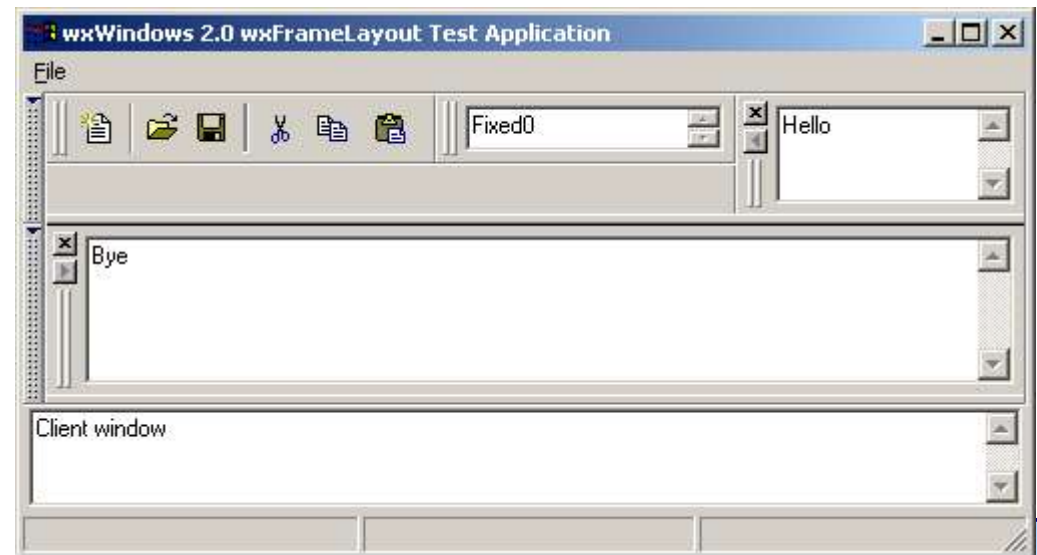 wxWindows 2.0 wxFrameLayout Test Application
File
Fixed0
Hello
Bye
Client window